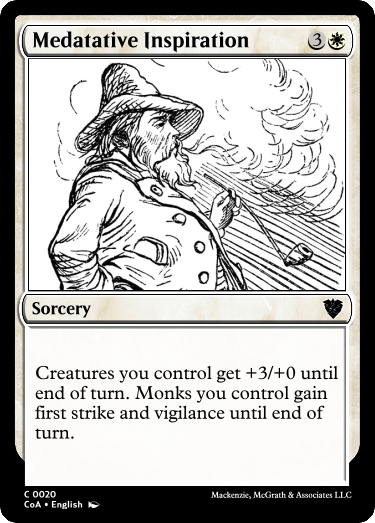 Medatative Inspiration 3
Sorcery
Creatures you control get +3/+0 until
end of turn. Monks you control gain
first strike and vigilance until end of
turn.
C 0020
CoA • English
Mackenzie, McGrath & Associates LLC